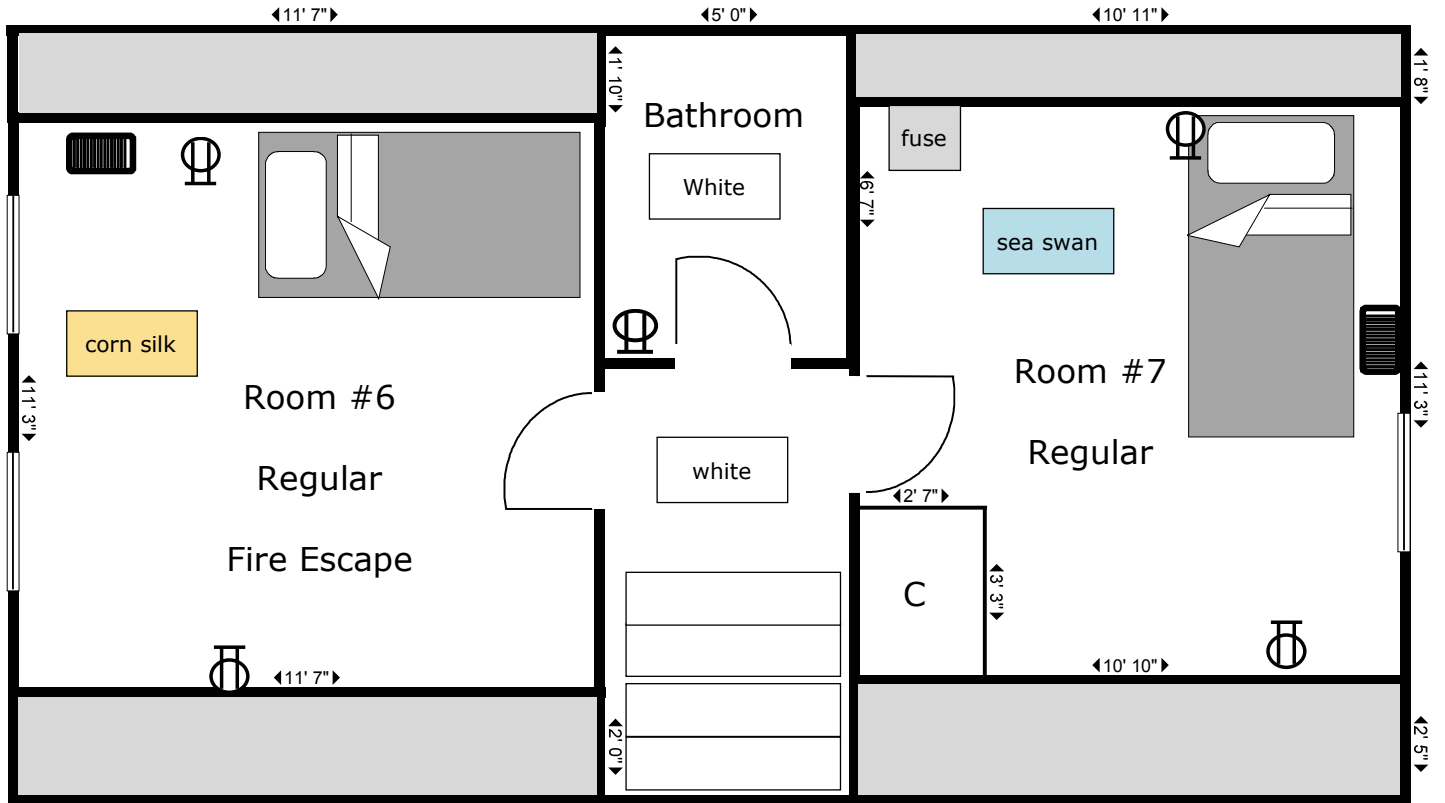 11' 7"
5' 0"
10' 11"
1' 10"
1' 8"
Bathroom
White
fuse
6' 7"
sea swan
corn silk
11' 3"
Room #6
Regular
Fire Escape
white
Room #7
Regular
11' 3"
2' 7"
C
3' 3"
11' 7"
10' 10"
2' 0"
2' 5"